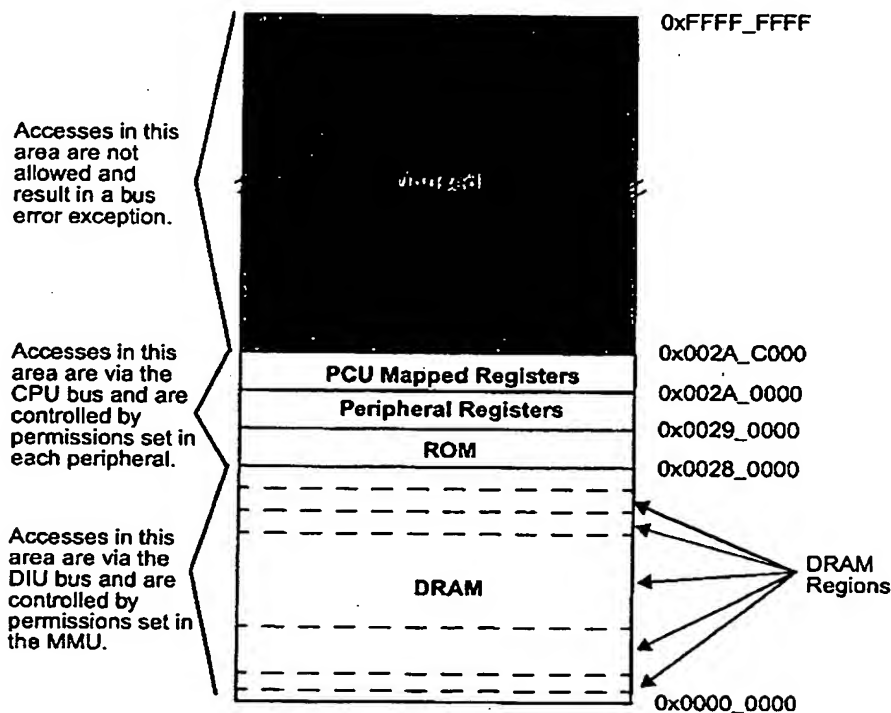 0xFFFF_FFFF
Accesses in this
area are not
allowed and
result in a bus
error exception.
0x002A_C000
Accesses in this
area are via the
CPU bus and are
controlled by
permissions set in
each peripheral.
PCU Mapped Registers
0x002A_0000
Peripheral Registers
0x0029_0000
ROM
0x0028_0000
Accesses in this
area are via the
DIU bus and are
controlled by
permissions set in
the MMU.
DRAM
DRAM
Regions
0x0000_0000